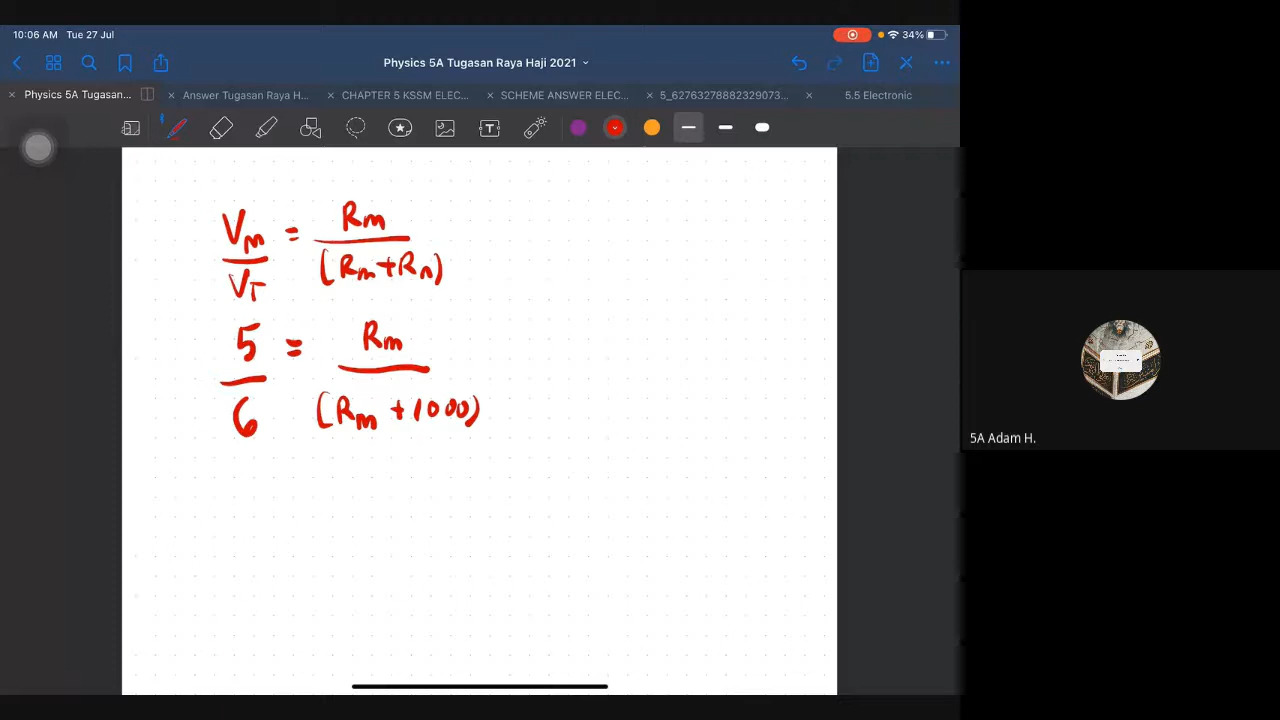 10:06 AM Tue 27 Jul
34%
Physics 5A Tugasan Raya Haji 2021
Physics 5A Tugasan...
Answer Tugasan Raya H...
CHAPTER 5 KSSM ELEC...
SCHEME ANSWER ELEC...
5_62763278882329073...
5.5 Electronic
T
VM/VT = Rm/(Rm+Rn)
5/6 = Rm/(Rm+1000)
5A Adam H.